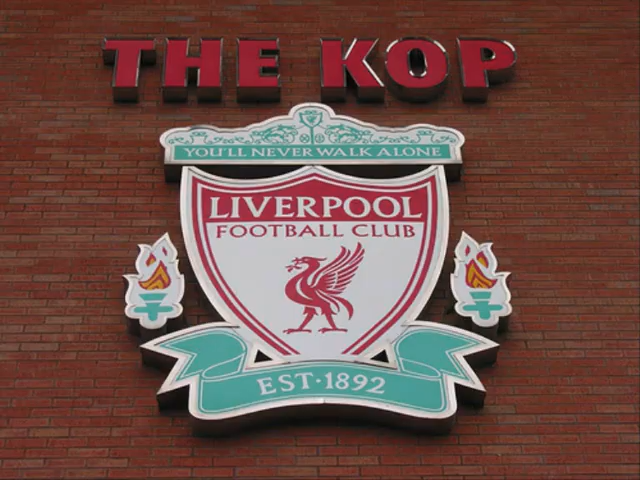 THE KOP
YOU'LL NEVER WALK ALONE
LIVERPOOL
FOOTBALL CLUB
EST·1892